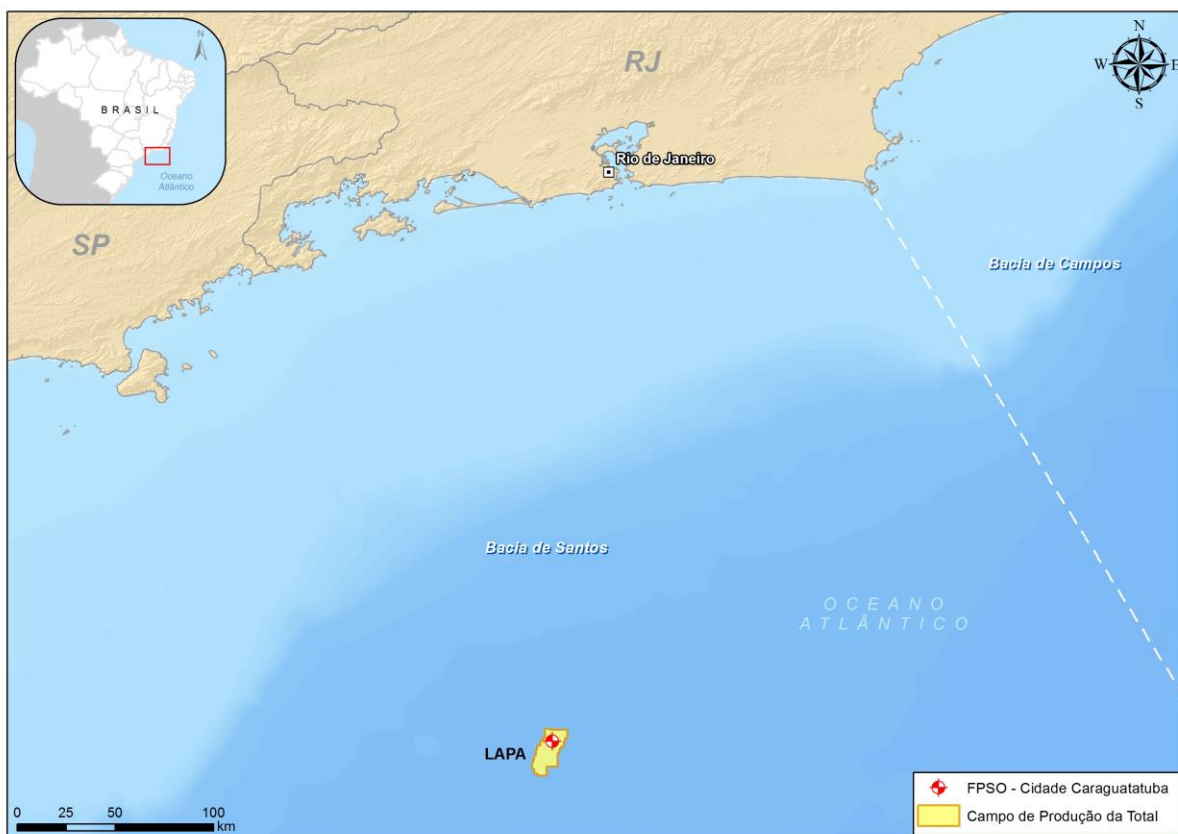 N
BRASIL
Oceano
Atlântico
RJ
N
W
E
S
Rio de Janeiro
SP
Bacia de Campos
Bacia de Santos
OCEANO
ATLÂNTICO
LAPA
0 25 50 100
km
FPSO - Cidade Caraguatatuba
Campo de Produção da Total